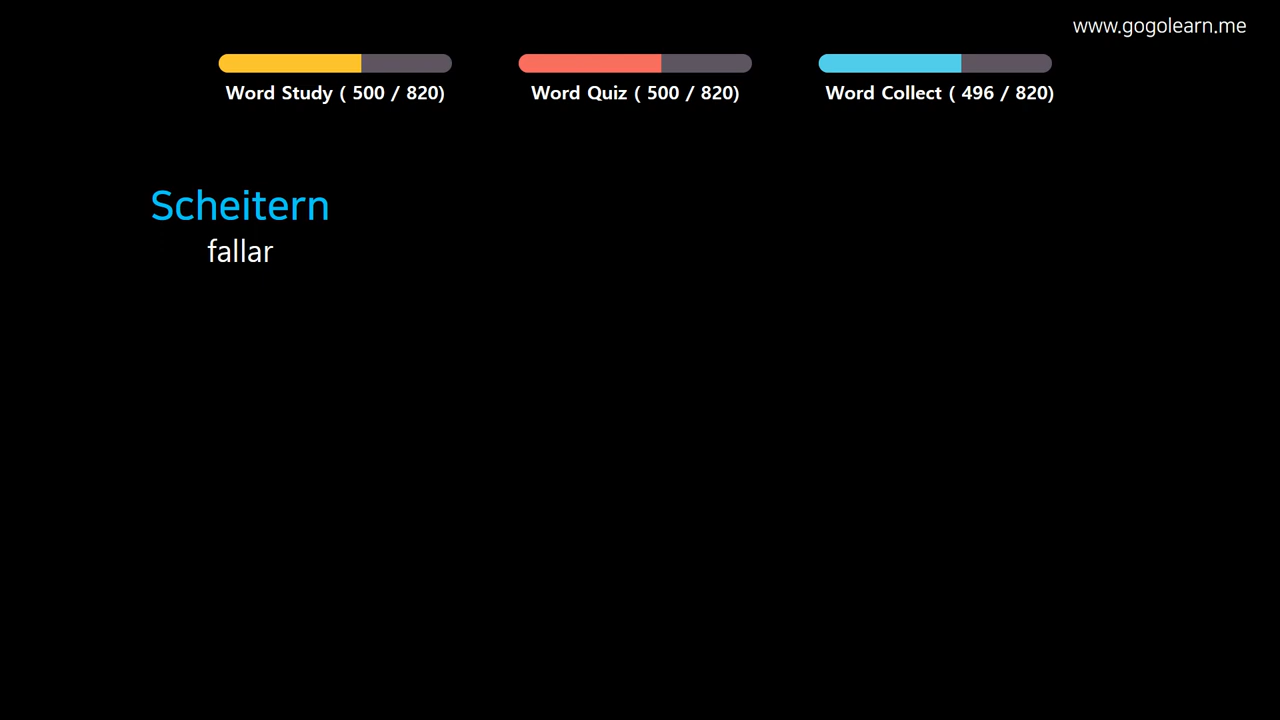 www.gogolearn.me
Word Study ( 500 / 820)
Word Quiz ( 500 / 820)
Word Collect ( 496 / 820)
Scheitern
fallar